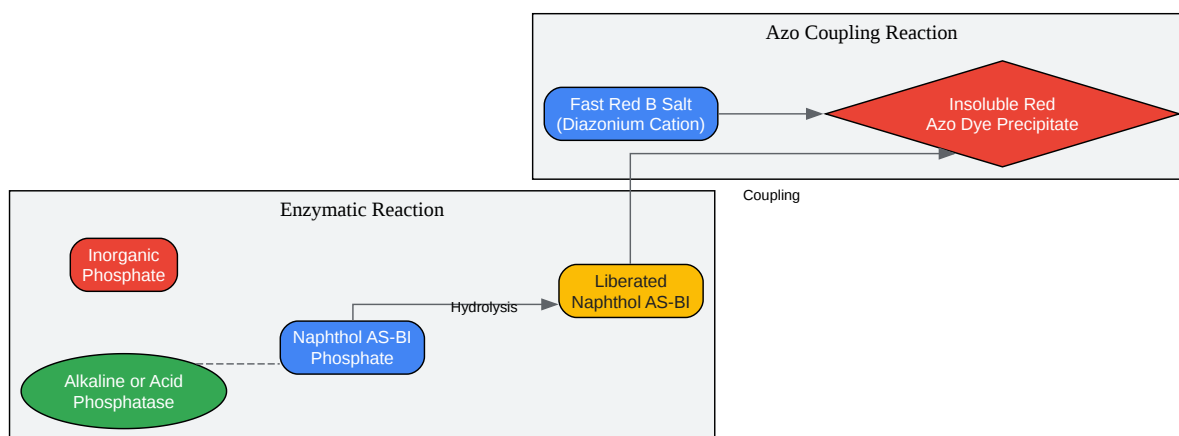 Azo Coupling Reaction
Fast Red B Salt
(Diazonium Cation)
Insoluble Red
Azo Dye Precipitate
Coupling
Enzymatic Reaction
Inorganic
Phosphate
Liberated
Naphthol AS-BI
Hydrolysis
Naphthol AS-BI
Phosphate
Alkaline or Acid
Phosphatase